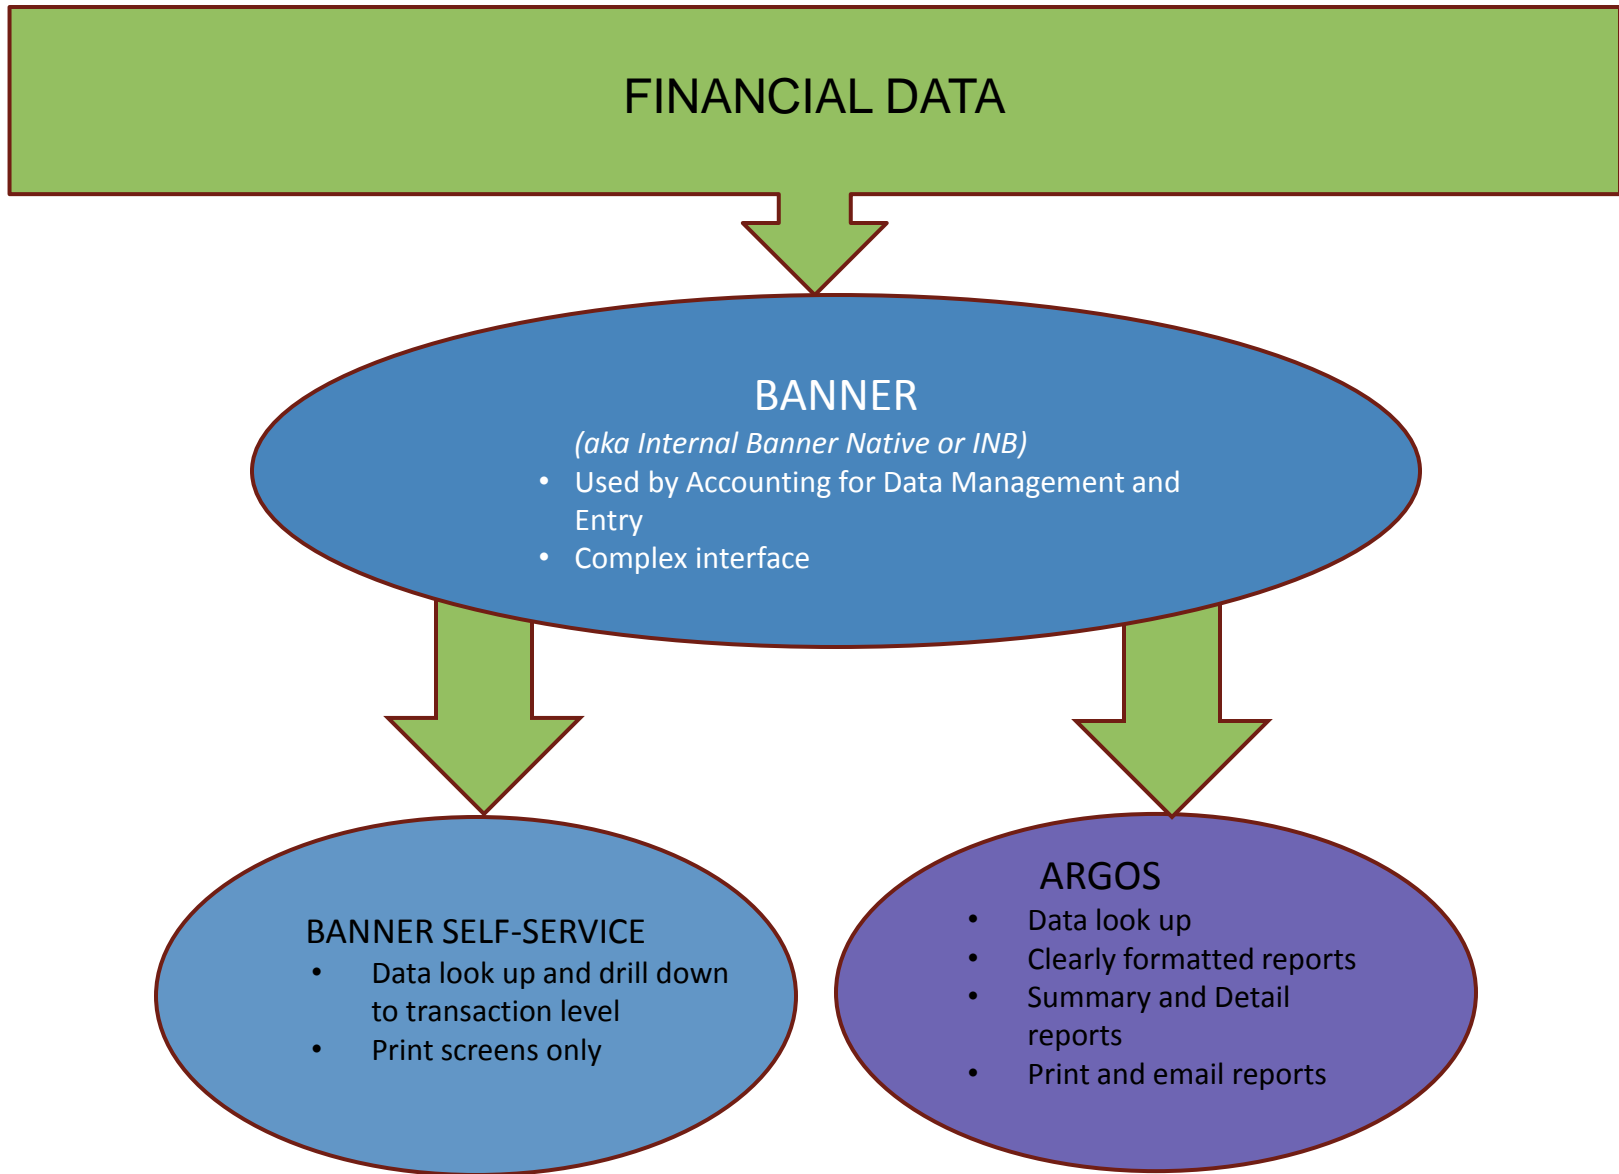 FINANCIAL DATA
BANNER
(aka Internal Banner Native or INB)
• Used by Accounting for Data Management and
Entry
• Complex interface
BANNER SELF-SERVICE
• Data look up and drill down
to transaction level
• Print screens only
ARGOS
• Data look up
• Clearly formatted reports
• Summary and Detail
reports
• Print and email reports